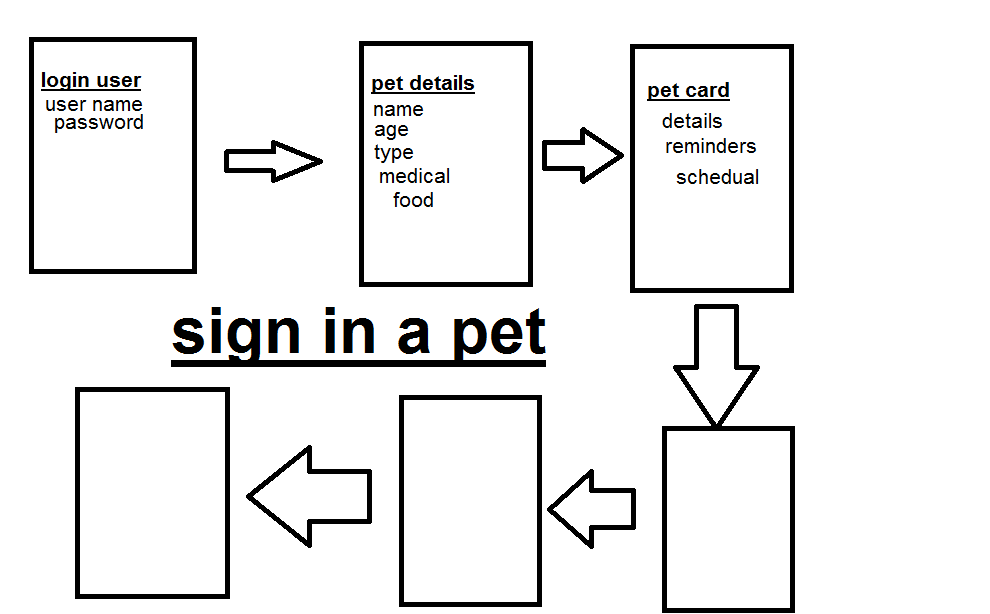 login user
user name
password
pet details
name
age
type
medical
food
pet card
details
reminders
schedual
sign in a pet